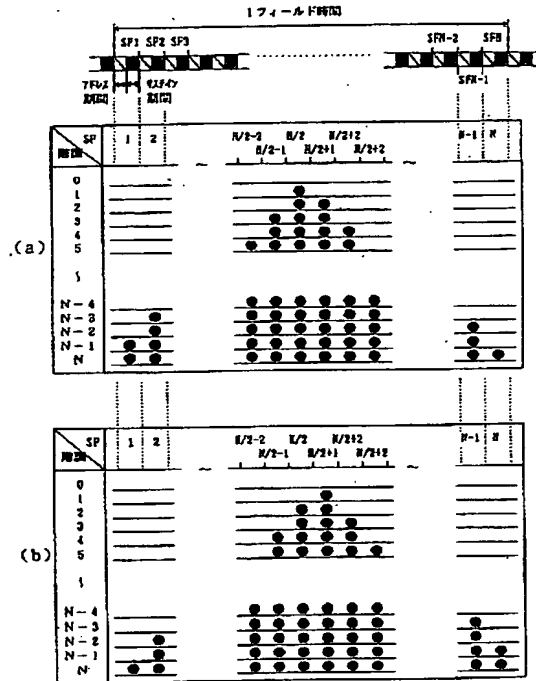 1フィールド時間
SF1 SF2 SF3
SFN-2 SFN
SFN-1
アドレス期間 サステイン期間
(a)
SF
階調
1 2
N/2-2 N/2 N/2+2
N/2-1 N/2+1 N/2+2
N-1 N
0
1
2
3
4
5
N-4
N-3
N-2
N-1
N
(b)
SF
階調
1 2
N/2-2 N/2 N/2+2
N/2-1 N/2+1 N/2+2
N-1 N
0
1
2
3
4
5
N-4
N-3
N-2
N-1
N